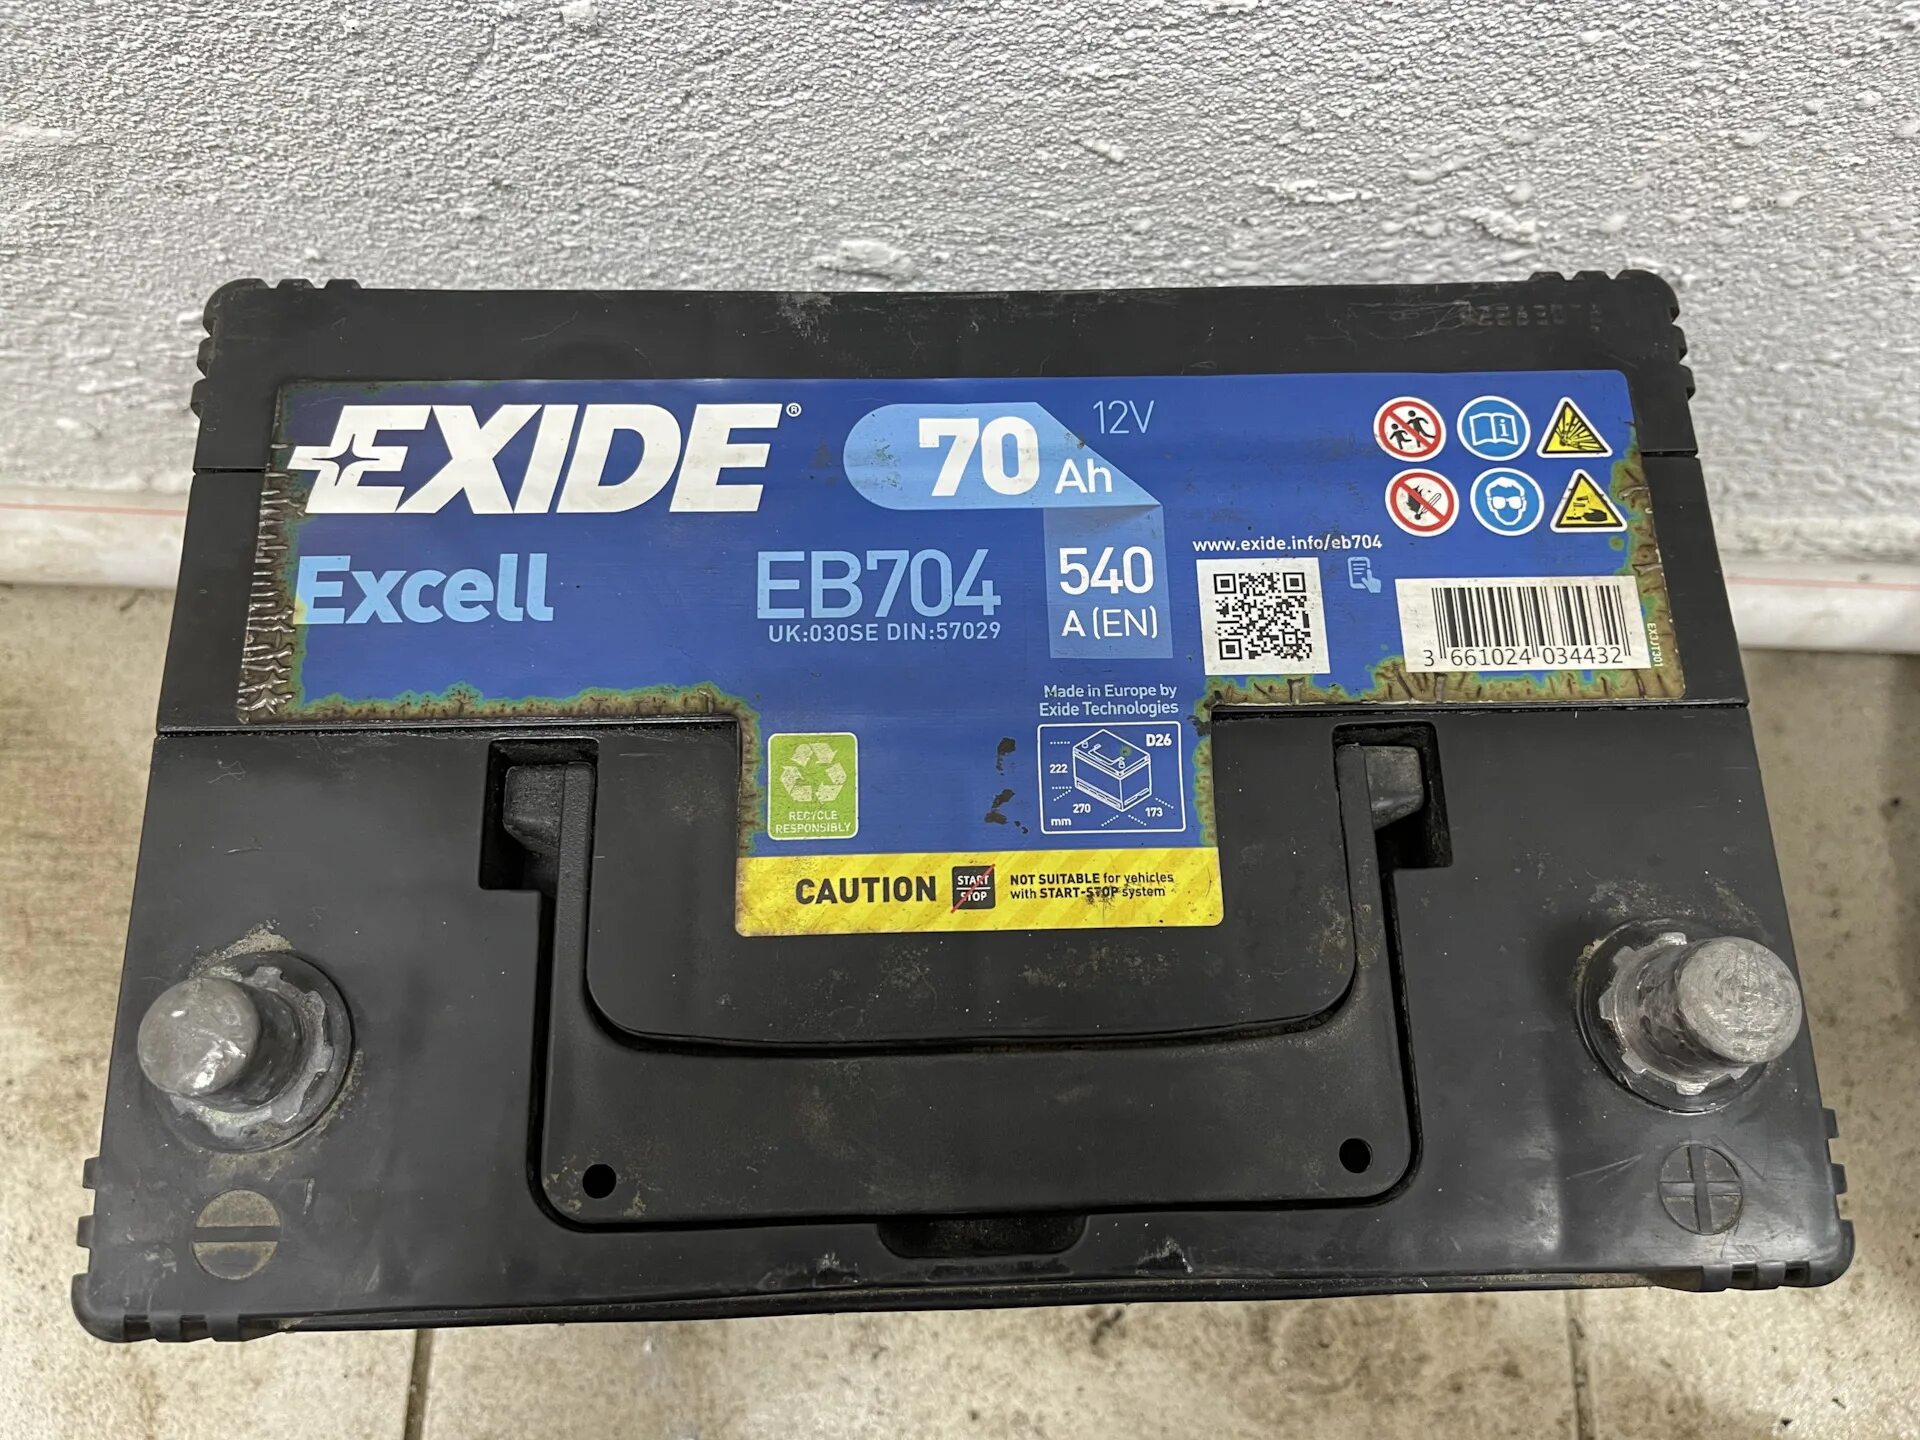 EXIDE®
70 Ah
12V
Excell
EB704
UK:030SE DIN:57029
540
A (EN)
www.exide.info/eb704
3 661024 034432
Made in Europe by
Exide Technologies
D26
222
270
173
mm
RECYCLE
RESPONSIBLY
CAUTION
START
STOP
NOT SUITABLE for vehicles
with START-STOP system